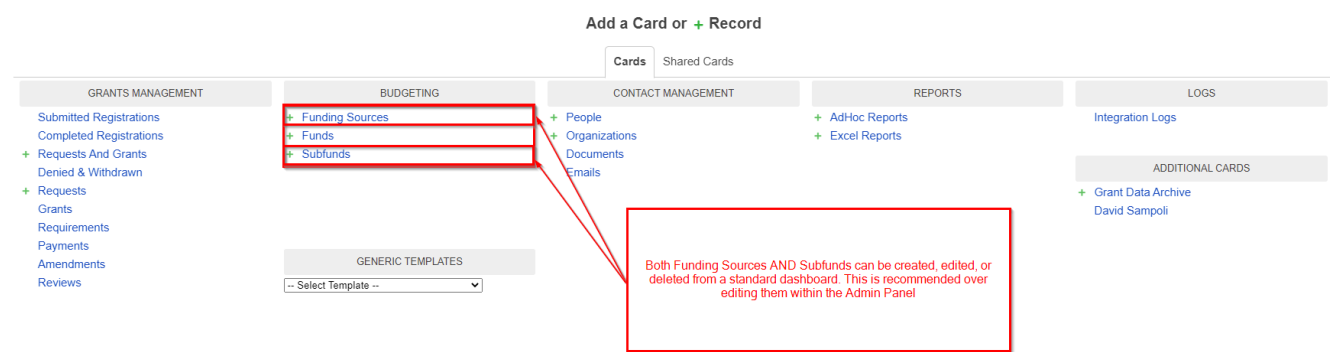 Add a Card or + Record
Cards
Shared Cards
GRANTS MANAGEMENT
Submitted Registrations
Completed Registrations
+ Requests And Grants
Denied & Withdrawn
+ Requests
Grants
Requirements
Payments
Amendments
Reviews
BUDGETING
+ Funding Sources
+ Funds
+ Subfunds
GENERIC TEMPLATES
-- Select Template --
CONTACT MANAGEMENT
+ People
+ Organizations
Documents
Emails
REPORTS
+ AdHoc Reports
+ Excel Reports
LOGS
Integration Logs
ADDITIONAL CARDS
+ Grant Data Archive
David Sampoli
Both Funding Sources AND Subfunds can be created, edited, or
deleted from a standard dashboard. This is recommended over
editing them within the Admin Panel